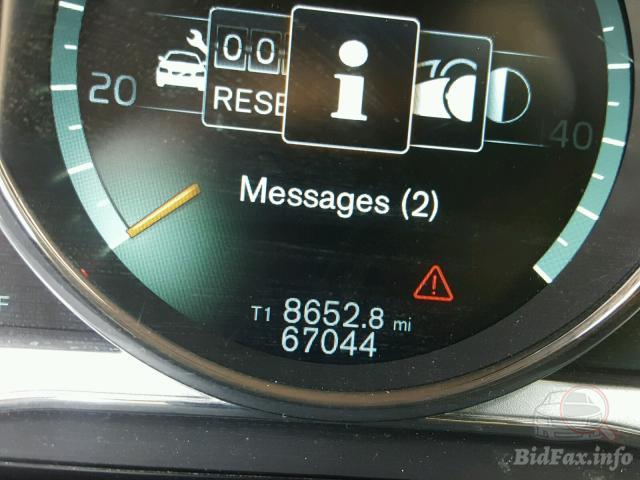 00
RESE
20
40
Messages (2)
T1 8652.8 mi
67044
F
BidFax.info